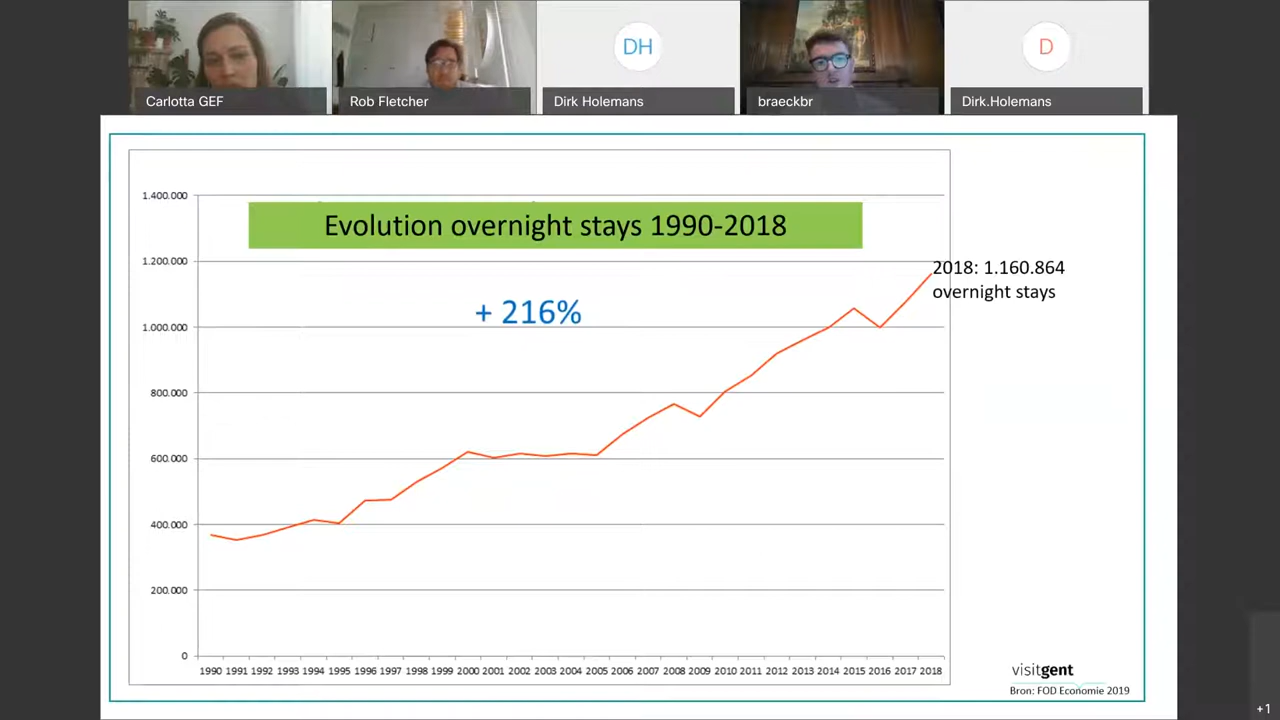 DH
D
Carlotta GEF
Rob Fletcher
Dirk Holemans
braeckbr
Dirk.Holemans
1.400.000
Evolution overnight stays 1990-2018
1.200.000
2018: 1.160.864
overnight stays
+ 216%
1.000.000
800.000
600.000
400.000
200.000
0
1990 1991 1992 1993 1994 1995 1996 1997 1998 1999 2000 2001 2002 2003 2004 2005 2006 2007 2008 2009 2010 2011 2012 2013 2014 2015 2016 2017 2018
visitgent
Bron: FOD Economie 2019
+1